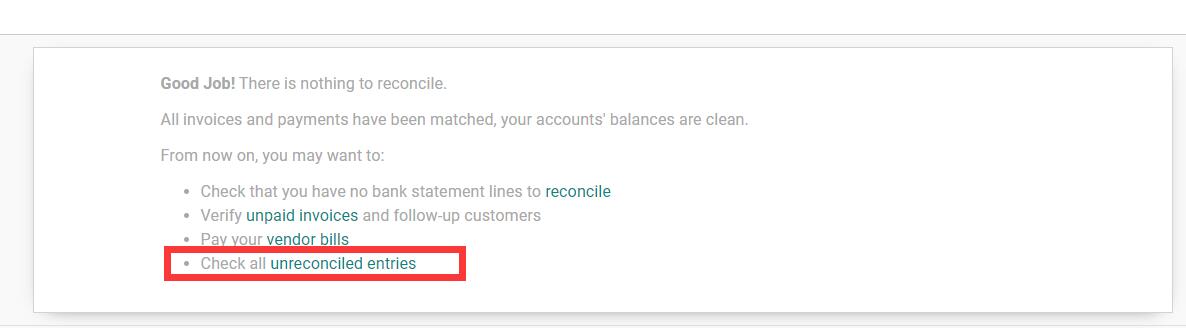 Good Job! There is nothing to reconcile.
All invoices and payments have been matched, your accounts' balances are clean.
From now on, you may want to:
• Check that you have no bank statement lines to reconcile
• Verify unpaid invoices and follow-up customers
• Pay your vendor bills
• Check all unreconciled entries